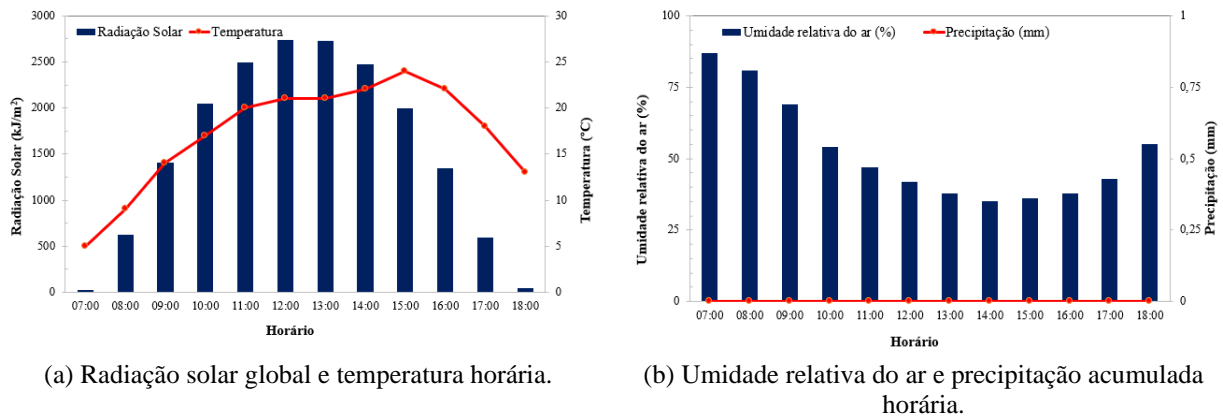 Radiação Solar
Temperatura
3000
2500
2000
1500
1000
500
0
Radiação Solar (kJ/m²)
30
25
20
15
10
5
0
Temperatura (°C)
07:00 08:00 09:00 10:00 11:00 12:00 13:00 14:00 15:00 16:00 17:00 18:00
Horário
(a) Radiação solar global e temperatura horária.
Umidade relativa do ar (%)
Precipitação (mm)
100
75
50
25
0
Umidade relativa do ar (%)
1
0,75
0,5
0,25
0
Precipitação (mm)
07:00 08:00 09:00 10:00 11:00 12:00 13:00 14:00 15:00 16:00 17:00 18:00
Horário
(b) Umidade relativa do ar e precipitação acumulada
horária.